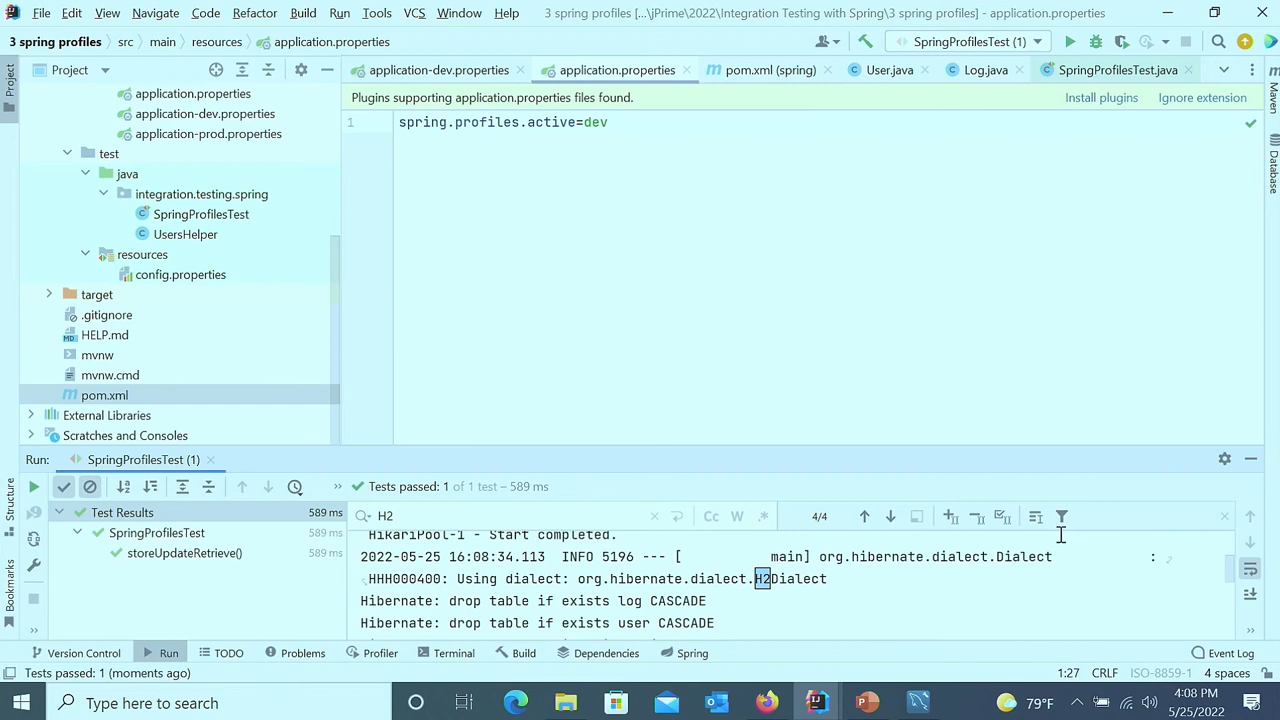 File Edit View Navigate Code Refactor Build Run Tools VCS Window Help 3 spring profiles [...\jPrime\2022\Integration Testing with Spring\3 spring profiles] - application.properties
3 spring profiles src main resources application.properties SpringProfilesTest (1)
Project Project application-dev.properties application.properties pom.xml (spring) User.java Log.java SpringProfilesTest.java Maven
application.properties Plugins supporting application.properties files found. Install plugins Ignore extension
application-dev.properties 1 spring.profiles.active=dev
application-prod.properties Database
test
java
integration.testing.spring
SpringProfilesTest
UsersHelper
resources
config.properties
target
.gitignore
HELP.md
mvnw
mvnw.cmd
pom.xml
External Libraries
Scratches and Consoles
Run: SpringProfilesTest (1)
Structure Tests passed: 1 of 1 test – 589 ms
Test Results 589 ms H2 Cc W .* 4/4
SpringProfilesTest 589 ms HikariPool-1 - Start completed.
storeUpdateRetrieve() 589 ms 2022-05-25 16:08:34.113 INFO 5196 --- [ main] org.hibernate.dialect.Dialect :
Bookmarks HHH000400: Using dialect: org.hibernate.dialect.H2Dialect
Hibernate: drop table if exists log CASCADE
Hibernate: drop table if exists user CASCADE
Version Control Run TODO Problems Profiler Terminal Build Dependencies Spring Event Log
Tests passed: 1 (moments ago) 1:27 CRLF ISO-8859-1 4 spaces
Type here to search 79°F 4:08 PM
5/25/2022